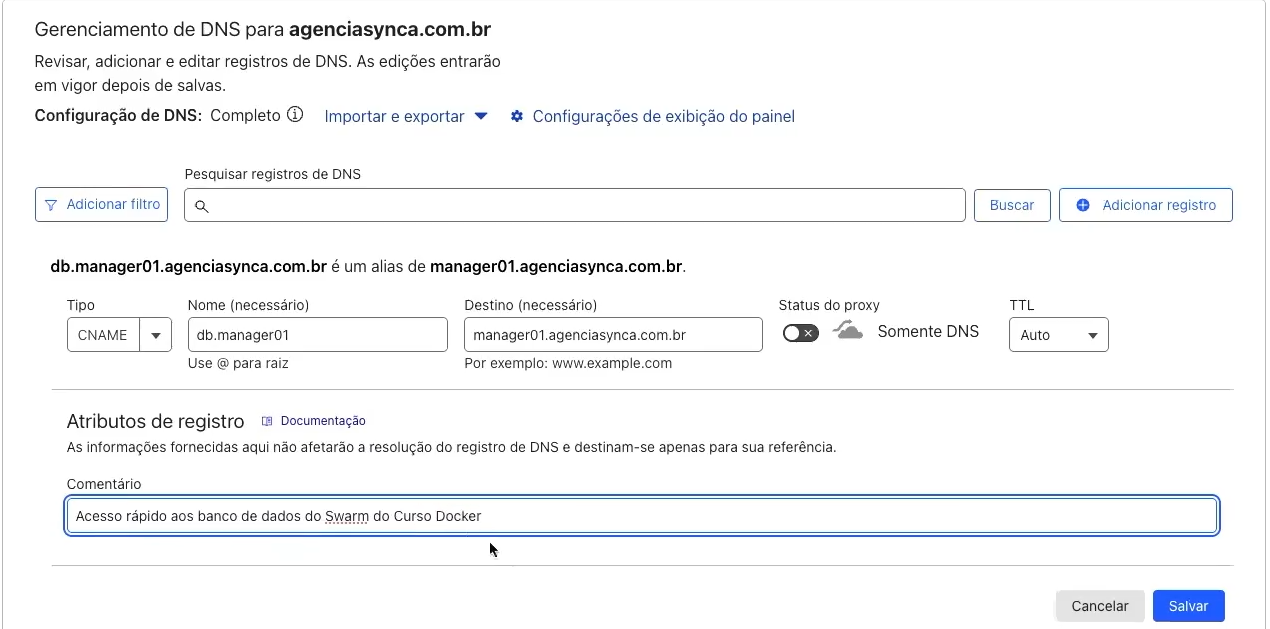 Gerenciamento de DNS para agenciasynca.com.br
Revisar, adicionar e editar registros de DNS. As edições entrarão
em vigor depois de salvas.
Configuração de DNS: Completo Importar e exportar Configurações de exibição do painel
Pesquisar registros de DNS
Adicionar filtro Buscar Adicionar registro
db.manager01.agenciasynca.com.br é um alias de manager01.agenciasynca.com.br.
Tipo Nome (necessário) Destino (necessário) Status do proxy TTL
CNAME db.manager01 manager01.agenciasynca.com.br Somente DNS Auto
Use @ para raiz Por exemplo: www.example.com
Atributos de registro Documentação
As informações fornecidas aqui não afetarão a resolução do registro de DNS e destinam-se apenas para sua referência.
Comentário
Acesso rápido aos banco de dados do Swarm do Curso Docker
Cancelar Salvar